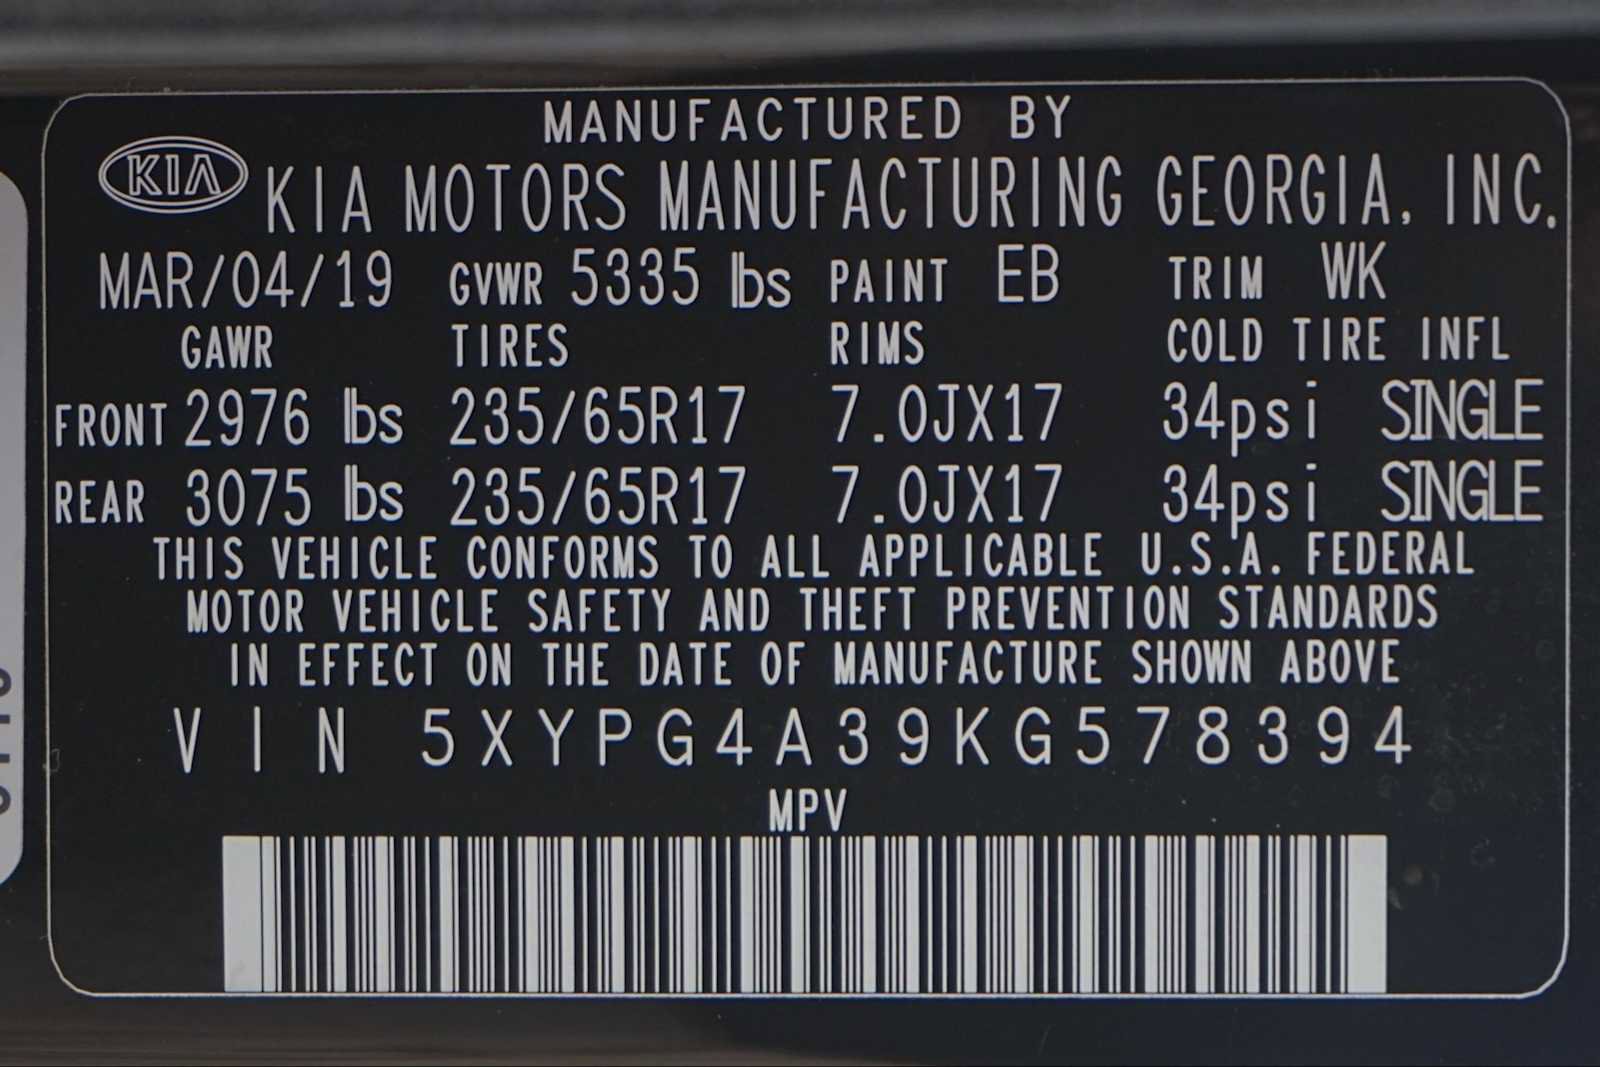 MANUFACTURED BY
KIA KIA MOTORS MANUFACTURING GEORGIA, INC.
MAR/04/19 GVWR 5335 lbs PAINT EB TRIM WK
GAWR TIRES RIMS COLD TIRE INFL
FRONT 2976 lbs 235/65R17 7.0JX17 34psi SINGLE
REAR 3075 lbs 235/65R17 7.0JX17 34psi SINGLE
THIS VEHICLE CONFORMS TO ALL APPLICABLE U.S.A. FEDERAL
MOTOR VEHICLE SAFETY AND THEFT PREVENTION STANDARDS
IN EFFECT ON THE DATE OF MANUFACTURE SHOWN ABOVE
VIN 5XYPG4A39KG578394
MPV